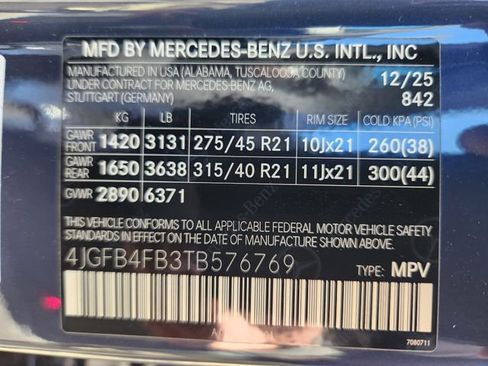 MFD BY MERCEDES-BENZ U.S. INTL., INC
MANUFACTURED IN USA (ALABAMA, TUSCALOOSA COUNTY) 12/25
UNDER CONTRACT FOR MERCEDES-BENZ AG,
STUTTGART (GERMANY) 842
KG LB TIRES RIM SIZE COLD KPA (PSI)
GAWR FRONT 1420 3131 275/45 R21 10Jx21 260(38)
GAWR REAR 1650 3638 315/40 R21 11Jx21 300(44)
GVWR 2890 6371
THIS VEHICLE CONFORMS TO ALL APPLICABLE FEDERAL MOTOR VEHICLE SAFETY
STANDARDS IN EFFECT ON THE DATE OF MANUFACTURE SHOWN ABOVE.
4JGFB4FB3TB576769 TYPE: MPV
7080711